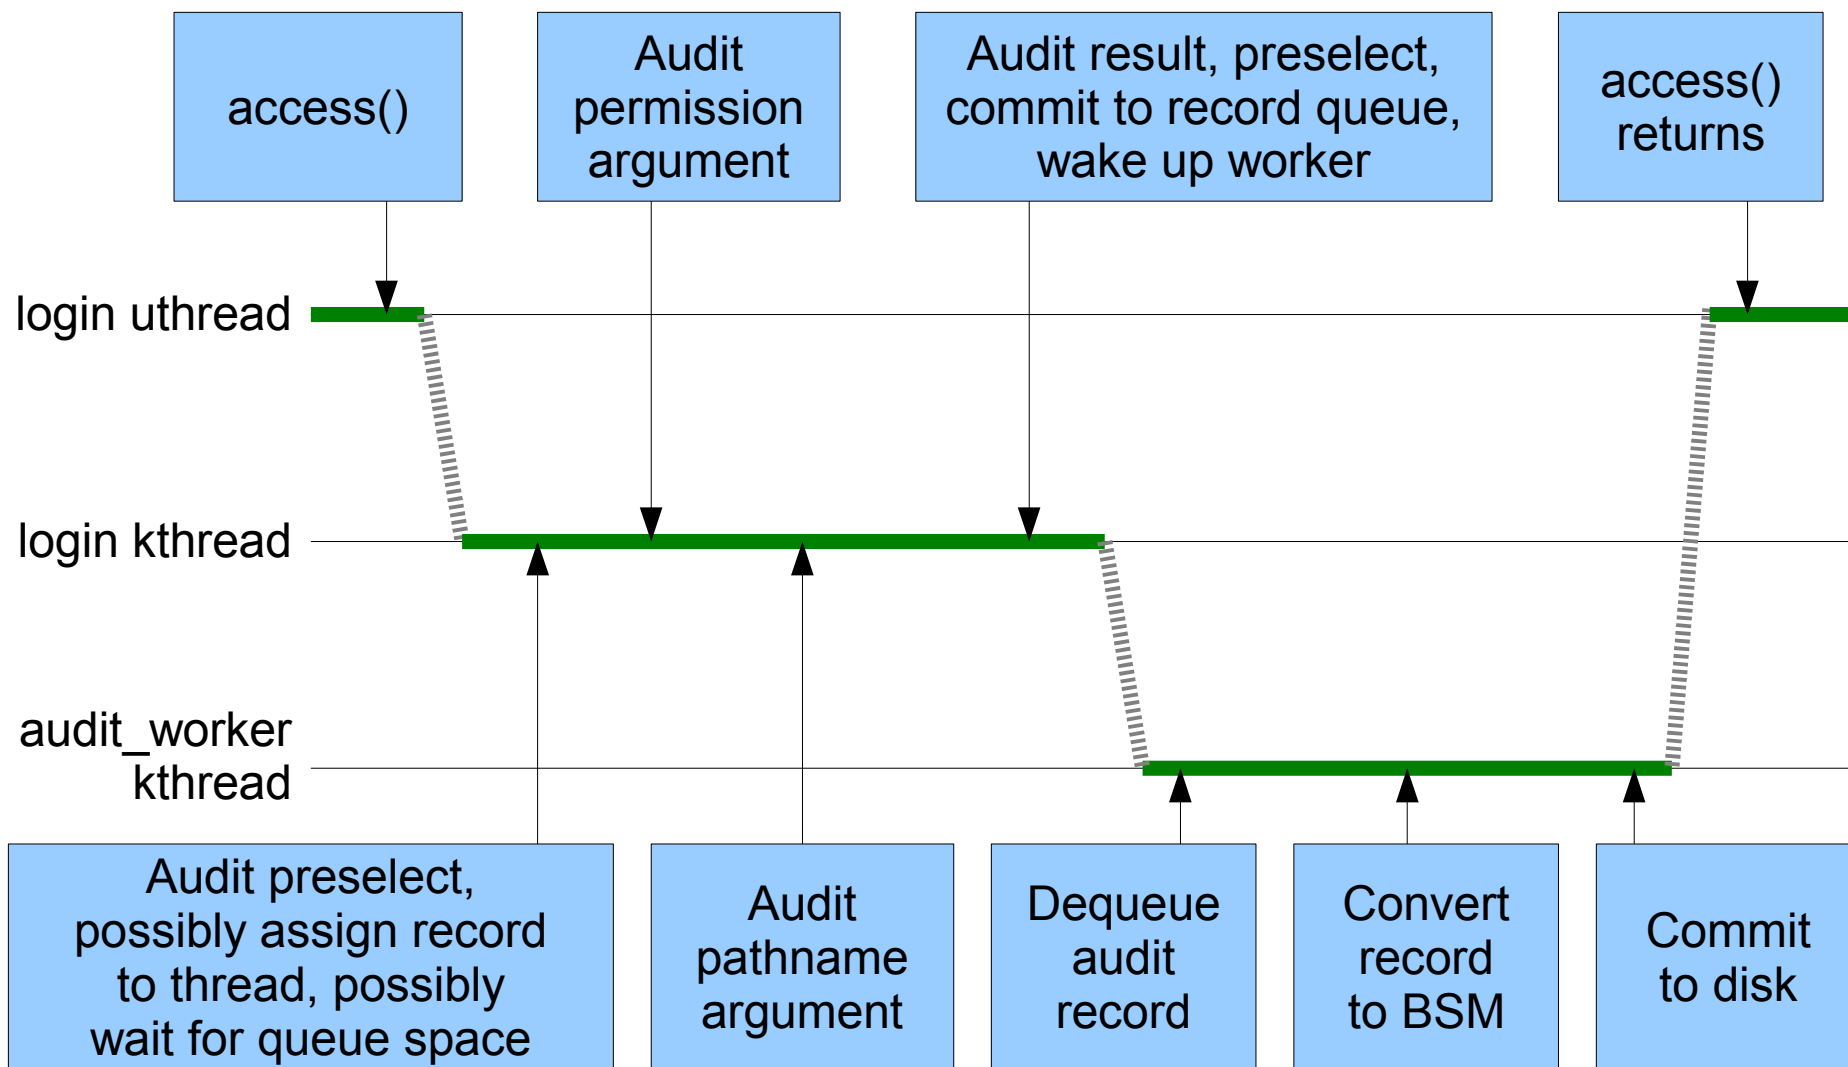 access()
Audit
permission
argument
Audit result, preselect,
commit to record queue,
wake up worker
access()
returns
login uthread
login kthread
audit_worker
kthread
Audit preselect,
possibly assign record
to thread, possibly
wait for queue space
Audit
pathname
argument
Dequeue
audit
record
Convert
record
to BSM
Commit
to disk